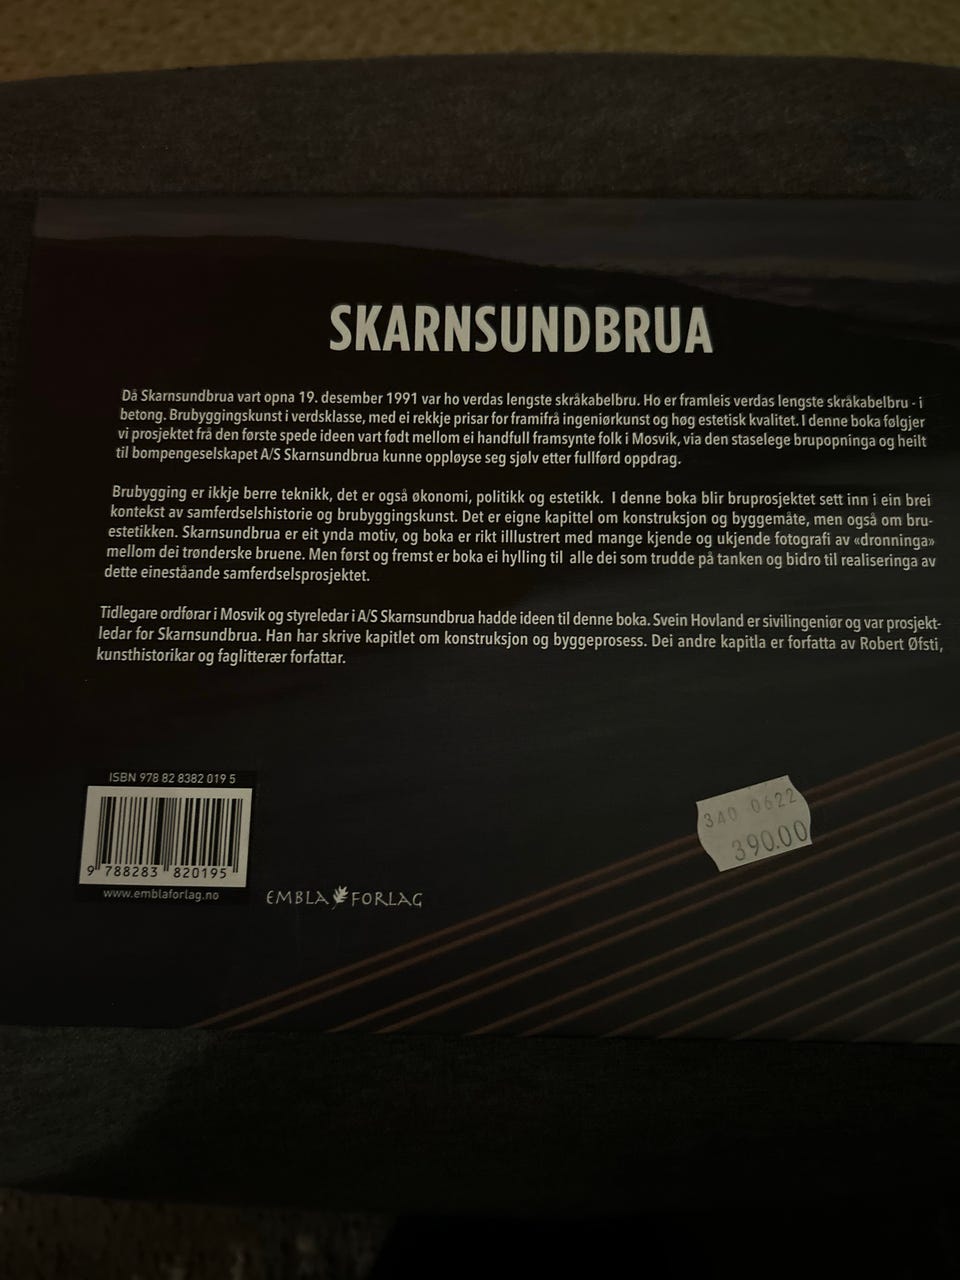 SKARNSUNDBRUA
Då Skarnsundbrua vart opna 19. desember 1991 var ho verdas lengste skråkabelbru. Ho er framleis verdas lengste skråkabelbru - i
betong. Brubyggingskunst i verdsklasse, med ei rekkje prisar for framifrå ingeniørkunst og høg estetisk kvalitet. I denne boka følgjer
vi prosjektet frå den første spede ideen vart født mellom ei handfull framsynte folk i Mosvik, via den staselege brupopninga og heilt
til bompengeselskapet A/S Skarnsundbrua kunne oppløyse seg sjølv etter fullførd oppdrag.
Brubygging er ikkje berre teknikk, det er også økonomi, politikk og estetikk. I denne boka blir bruprosjektet sett inn i ein brei
kontekst av samferdselshistorie og brubyggingskunst. Det er eigne kapittel om konstruksjon og byggemåte, men også om bru-
estetikken. Skarnsundbrua er eit ynda motiv, og boka er rikt illlustrert med mange kjende og ukjende fotografi av «dronninga»
mellom dei trønderske bruene. Men først og fremst er boka ei hylling til alle dei som trudde på tanken og bidro til realiseringa av
dette eineståande samferdselsprosjektet.
Tidlegare ordførar i Mosvik og styreledar i A/S Skarnsundbrua hadde ideen til denne boka. Svein Hovland er sivilingeniør og var prosjekt-
ledar for Skarnsundbrua. Han har skrive kapitlet om konstruksjon og byggeprosess. Dei andre kapitla er forfatta av Robert Øfsti,
kunsthistorikar og faglitterær forfattar.
ISBN 978 82 8382 019 5
9 788283 820195
www.emblaforlag.no
EMBLA FORLAG
340 0622
390.00